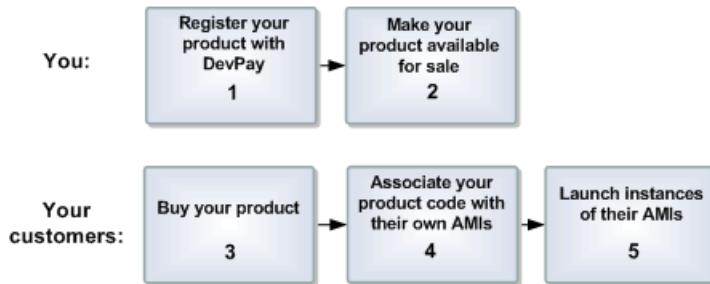 You:
Register your
product with
DevPay
1
Make your
product available
for sale
2
Your
customers:
Buy your product
3
Associate your
product code with
their own AMIs
4
Launch instances
of their AMIs
5